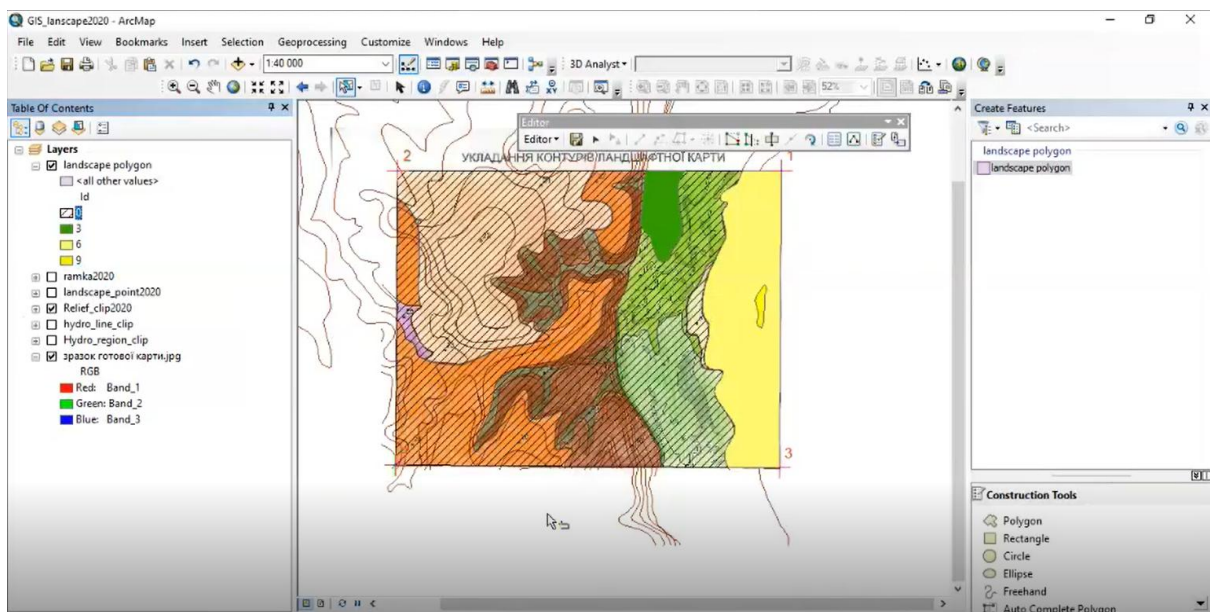 GIS_lanscape2020 - ArcMap
File Edit View Bookmarks Insert Selection Geoprocessing Customize Windows Help
1:40 000
3D Analyst
52%
Table Of Contents
Layers
landscape polygon
<all other values>
Id
0
3
6
9
ramka2020
landscape_point2020
Relief_clip2020
hydro_line_clip
Hydro_region_clip
зразок готової карти.jpg
RGB
Red: Band_1
Green: Band_2
Blue: Band_3
Editor
Editor
УКЛАДАННЯ КОНТУРІВ ЛАНДШАФТНОЇ КАРТИ
2
1
3
Create Features
<Search>
landscape polygon
landscape polygon
Construction Tools
Polygon
Rectangle
Circle
Ellipse
Freehand
Auto Complete Polygon